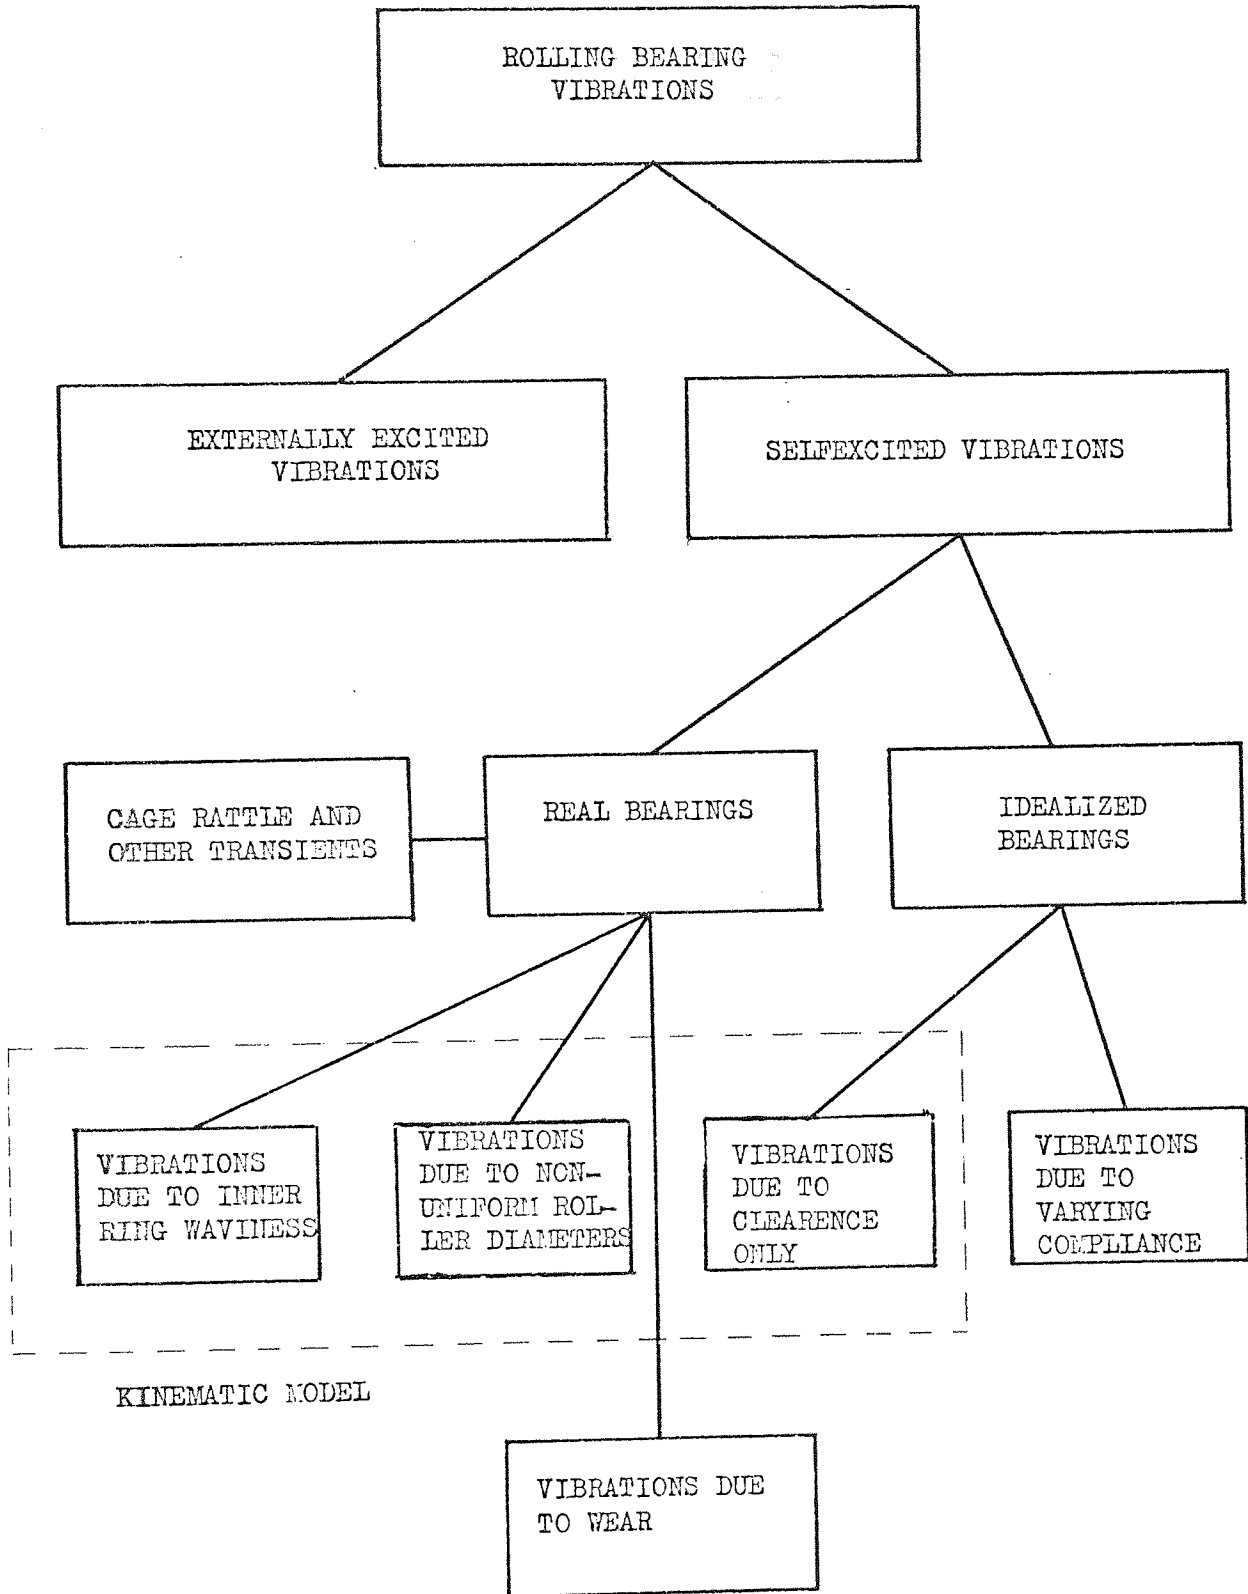 ROLLING BEARING
VIBRATIONS
EXTERNALLY EXCITED
VIBRATIONS
SELFEXCITED VIBRATIONS
CAGE RATTLE AND
OTHER TRANSIENTS
REAL BEARINGS
IDEALIZED
BEARINGS
VIBRATIONS
DUE TO INNER
RING WAVINESS
VIBRATIONS
DUE TO NON-
UNIFORM ROL-
LER DIAMETERS
VIBRATIONS
DUE TO
CLEARENCE
ONLY
VIBRATIONS
DUE TO
VARYING
COMPLIANCE
KINEMATIC MODEL
VIBRATIONS DUE
TO WEAR